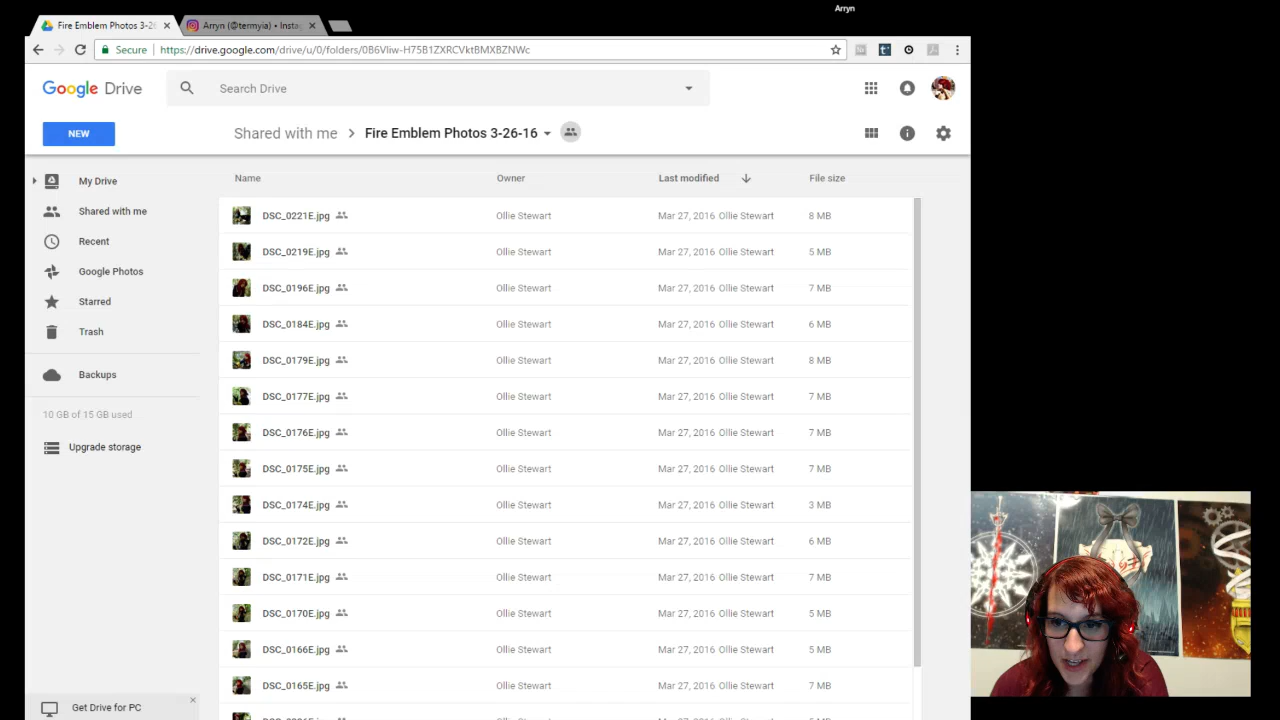 Arryn
Fire Emblem Photos 3-26 Arryn (@termyia) • Insta
Secure https://drive.google.com/drive/u/0/folders/0B6Vliw-H75B1ZXRCVktBMXBZNWc
Google Drive Search Drive
NEW Shared with me Fire Emblem Photos 3-26-16
Name Owner Last modified File size
My Drive
Shared with me
Recent
Google Photos
Starred
Trash
Backups
10 GB of 15 GB used
Upgrade storage
DSC_0221E.jpg Ollie Stewart Mar 27, 2016 Ollie Stewart 8 MB
DSC_0219E.jpg Ollie Stewart Mar 27, 2016 Ollie Stewart 5 MB
DSC_0196E.jpg Ollie Stewart Mar 27, 2016 Ollie Stewart 7 MB
DSC_0184E.jpg Ollie Stewart Mar 27, 2016 Ollie Stewart 6 MB
DSC_0179E.jpg Ollie Stewart Mar 27, 2016 Ollie Stewart 8 MB
DSC_0177E.jpg Ollie Stewart Mar 27, 2016 Ollie Stewart 7 MB
DSC_0176E.jpg Ollie Stewart Mar 27, 2016 Ollie Stewart 7 MB
DSC_0175E.jpg Ollie Stewart Mar 27, 2016 Ollie Stewart 7 MB
DSC_0174E.jpg Ollie Stewart Mar 27, 2016 Ollie Stewart 3 MB
DSC_0172E.jpg Ollie Stewart Mar 27, 2016 Ollie Stewart 6 MB
DSC_0171E.jpg Ollie Stewart Mar 27, 2016 Ollie Stewart 7 MB
DSC_0170E.jpg Ollie Stewart Mar 27, 2016 Ollie Stewart 5 MB
DSC_0166E.jpg Ollie Stewart Mar 27, 2016 Ollie Stewart 5 MB
DSC_0165E.jpg Ollie Stewart Mar 27, 2016 Ollie Stewart 7 MB
Get Drive for PC